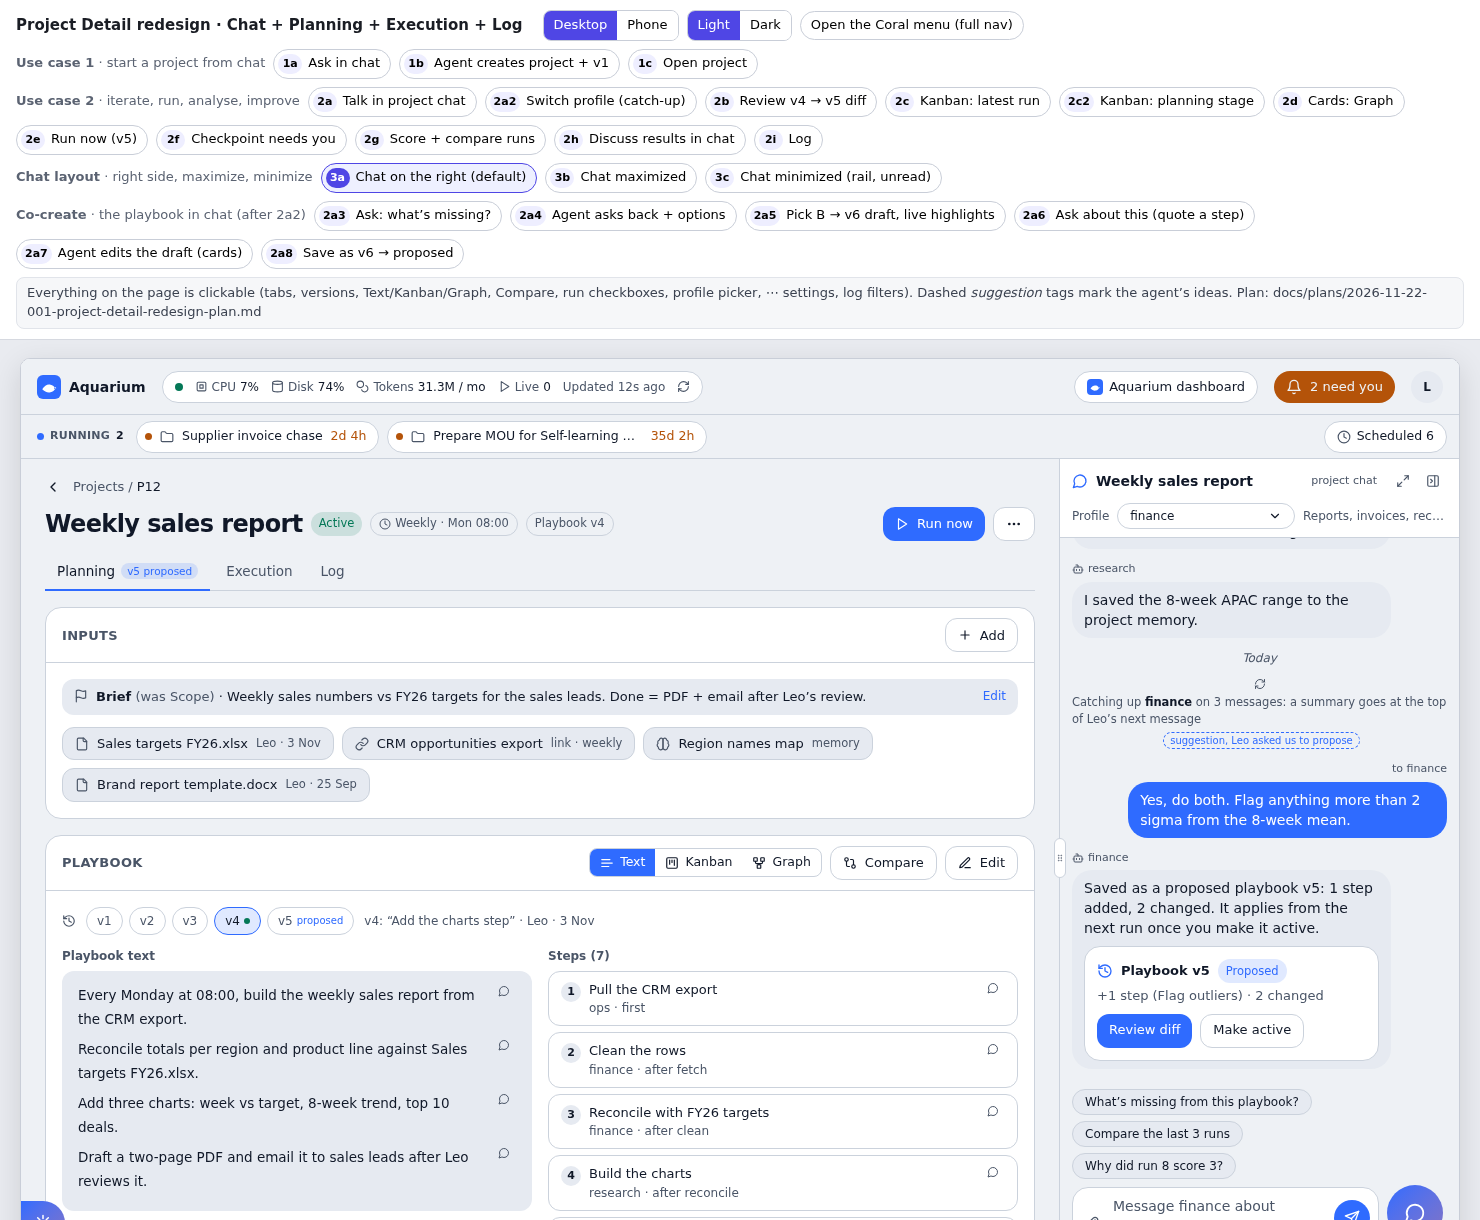 Project Detail redesign · Chat + Planning + Execution + Log
Desktop Phone Light Dark Open the Coral menu (full nav)
Use case 1 · start a project from chat 1a Ask in chat 1b Agent creates project + v1 1c Open project
Use case 2 · iterate, run, analyse, improve 2a Talk in project chat 2a2 Switch profile (catch-up) 2b Review v4 → v5 diff 2c Kanban: latest run 2c2 Kanban: planning stage 2d Cards: Graph
2e Run now (v5) 2f Checkpoint needs you 2g Score + compare runs 2h Discuss results in chat 2i Log
Chat layout · right side, maximize, minimize 3a Chat on the right (default) 3b Chat maximized 3c Chat minimized (rail, unread)
Co-create · the playbook in chat (after 2a2) 2a3 Ask: what’s missing? 2a4 Agent asks back + options 2a5 Pick B → v6 draft, live highlights 2a6 Ask about this (quote a step)
2a7 Agent edits the draft (cards) 2a8 Save as v6 → proposed
Everything on the page is clickable (tabs, versions, Text/Kanban/Graph, Compare, run checkboxes, profile picker, ··· settings, log filters). Dashed suggestion tags mark the agent’s ideas. Plan: docs/plans/2026-11-22-
001-project-detail-redesign-plan.md
Aquarium CPU 7% Disk 74% Tokens 31.3M / mo Live 0 Updated 12s ago Aquarium dashboard 2 need you L
RUNNING 2 Supplier invoice chase 2d 4h Prepare MOU for Self-learning ... 35d 2h Scheduled 6
Projects / P12
Weekly sales report Active Weekly · Mon 08:00 Playbook v4 Run now
Planning v5 proposed Execution Log
INPUTS Add
Brief (was Scope) · Weekly sales numbers vs FY26 targets for the sales leads. Done = PDF + email after Leo’s review. Edit
Sales targets FY26.xlsx Leo · 3 Nov CRM opportunities export link · weekly Region names map memory
Brand report template.docx Leo · 25 Sep
PLAYBOOK Text Kanban Graph Compare Edit
v1 v2 v3 v4 v5 proposed v4: “Add the charts step” · Leo · 3 Nov
Playbook text
Every Monday at 08:00, build the weekly sales report from
the CRM export.
Reconcile totals per region and product line against Sales
targets FY26.xlsx.
Add three charts: week vs target, 8-week trend, top 10
deals.
Draft a two-page PDF and email it to sales leads after Leo
reviews it.
Steps (7)
1 Pull the CRM export
ops · first
2 Clean the rows
finance · after fetch
3 Reconcile with FY26 targets
finance · after clean
4 Build the charts
research · after reconcile
Weekly sales report project chat
Profile finance Reports, invoices, rec...
research
I saved the 8-week APAC range to the
project memory.
Today
Catching up finance on 3 messages: a summary goes at the top
of Leo’s next message
suggestion, Leo asked us to propose
to finance
Yes, do both. Flag anything more than 2
sigma from the 8-week mean.
finance
Saved as a proposed playbook v5: 1 step
added, 2 changed. It applies from the
next run once you make it active.
Playbook v5 Proposed
+1 step (Flag outliers) · 2 changed
Review diff Make active
What’s missing from this playbook?
Compare the last 3 runs
Why did run 8 score 3?
Message finance about